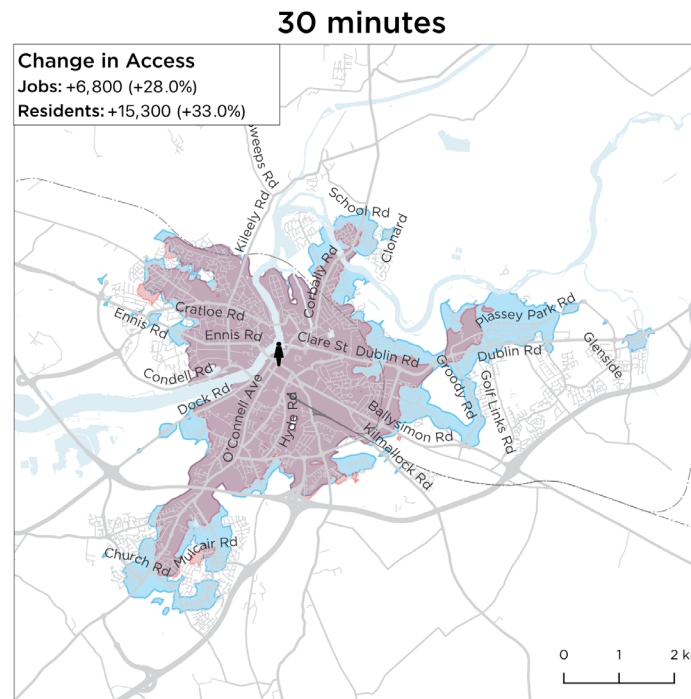 30 minutes
Change in Access
Jobs: +6,800 (+28.0%)
Residents: +15,300 (+33.0%)
School Rd
Kileely Rd
Clonard
Corbally Rd
Cratloe Rd
Plassey Park Rd
Ennis Rd
Ennis Rd
Clare St
Dublin Rd
Dublin Rd
Glenside
Condell Rd
Groody Rd
Dock Rd
Golf Links Rd
O'Connell Ave
Hyde Rd
Ballysimon Rd
Kilmallock Rd
Church Rd
Mulcair Rd
0 1 2